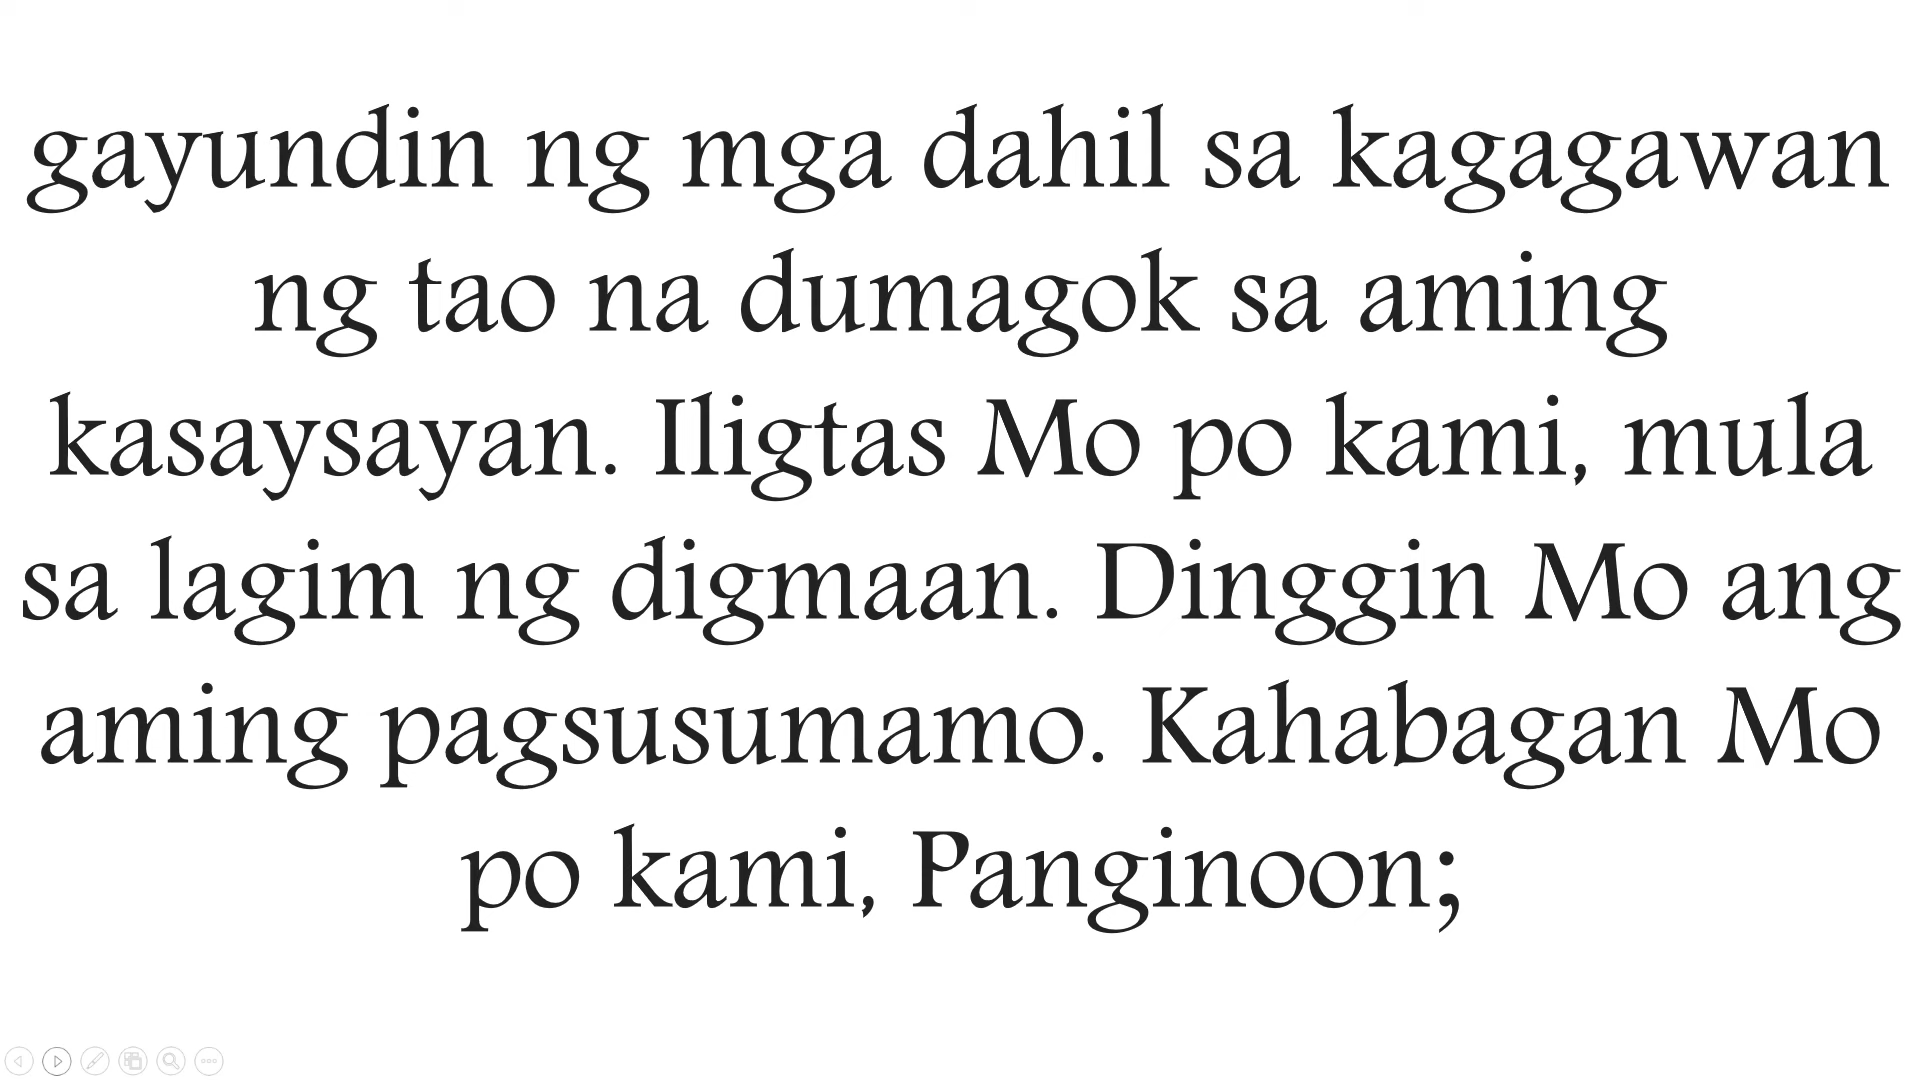 gayundin ng mga dahil sa kagagawan
ng tao na dumagok sa aming
kasaysayan. Iligtas Mo po kami, mula
sa lagim ng digmaan. Dinggin Mo ang
aming pagsusumamo. Kahabagan Mo
po kami, Panginoon;